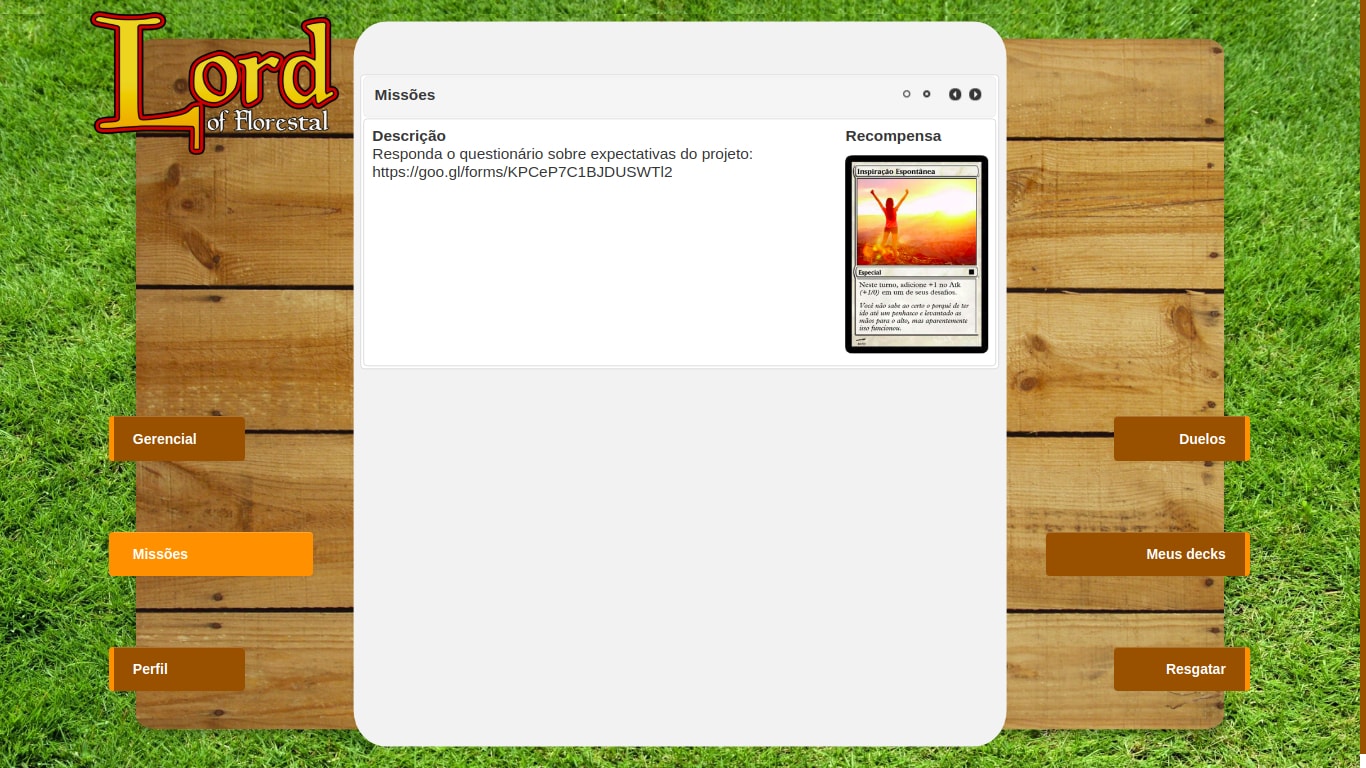 Lord
of Florestal
Missões
Descrição
Responda o questionário sobre expectativas do projeto:
https://goo.gl/forms/KPCeP7C1BJDUSWTl2
Recompensa
Inspiração Espontânea
Especial
Neste turno, adicione +1 no Atk
(+1/0) em um de seus desafios.
Você não sabe ao certo o porquê de ter
ido até um penhasco e levantado as
mãos para o alto, mas aparentemente
isso funcionou.
Gerencial
Missões
Perfil
Duelos
Meus decks
Resgatar